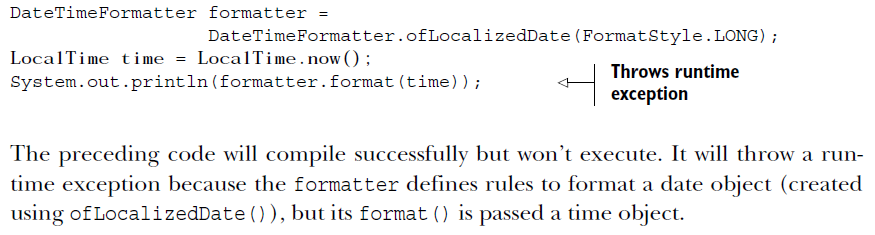 DateTimeFormatter formatter =
DateTimeFormatter.ofLocalizedDate(FormatStyle.LONG);
LocalTime time = LocalTime.now();
System.out.println(formatter.format(time));
Throws runtime
exception
The preceding code will compile successfully but won’t execute. It will throw a run-
time exception because the formatter defines rules to format a date object (created
using ofLocalizedDate()), but its format() is passed a time object.